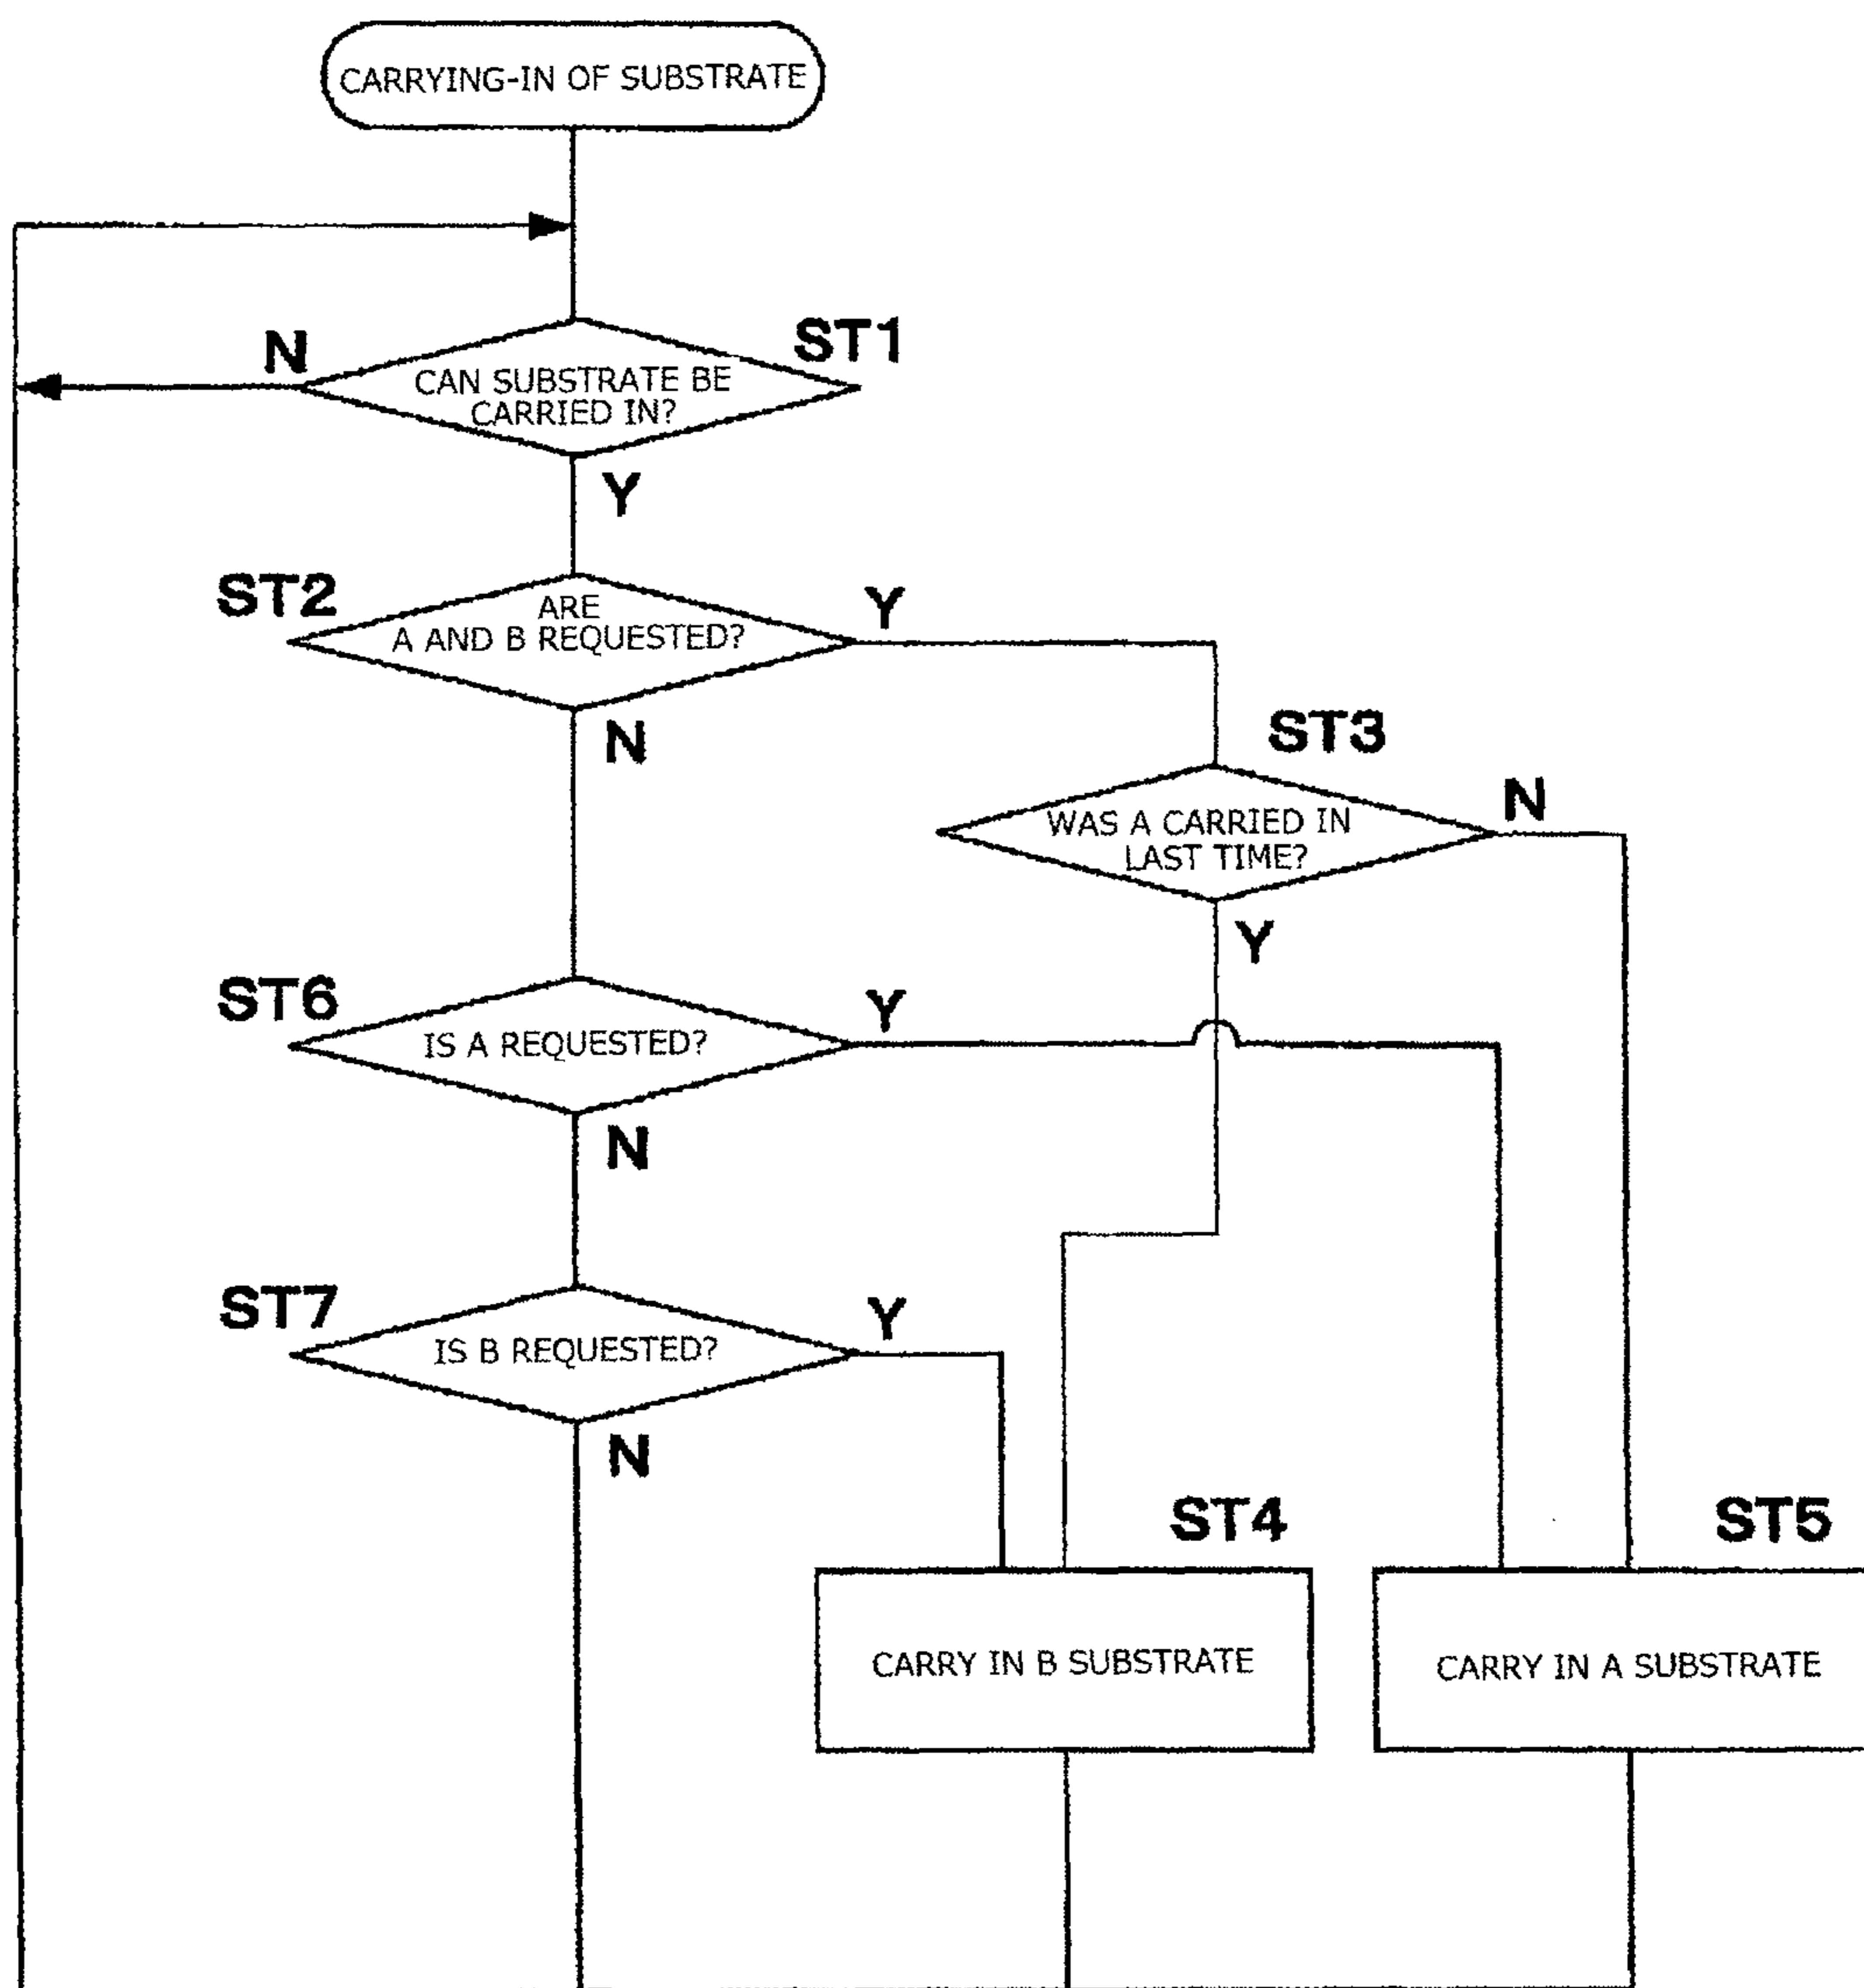 CARRYING-IN OF SUBSTRATE
N
ST1
CAN SUBSTRATE BE
CARRIED IN?
Y
ST2
ARE
A AND B REQUESTED?
Y
N
ST3
WAS A CARRIED IN
LAST TIME?
N
Y
ST6
IS A REQUESTED?
Y
N
ST7
IS B REQUESTED?
Y
N
ST4
CARRY IN B SUBSTRATE
ST5
CARRY IN A SUBSTRATE